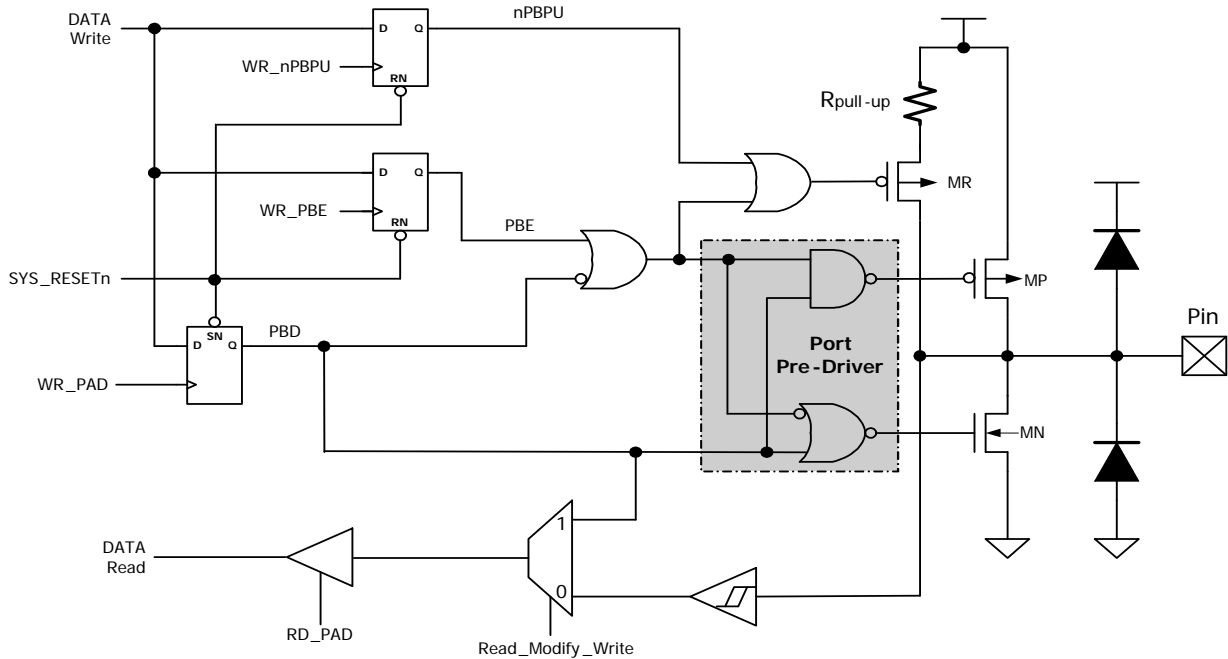 DATA
Write
D
Q
RN
WR_nPBPU
nPBPU
Rpull-up
D
Q
RN
WR_PBE
PBE
MR
SYS_RESETn
MP
D
SN
Q
PBD
WR_PAD
Port
Pre-Driver
Pin
MN
1
0
DATA
Read
RD_PAD
Read_Modify_Write